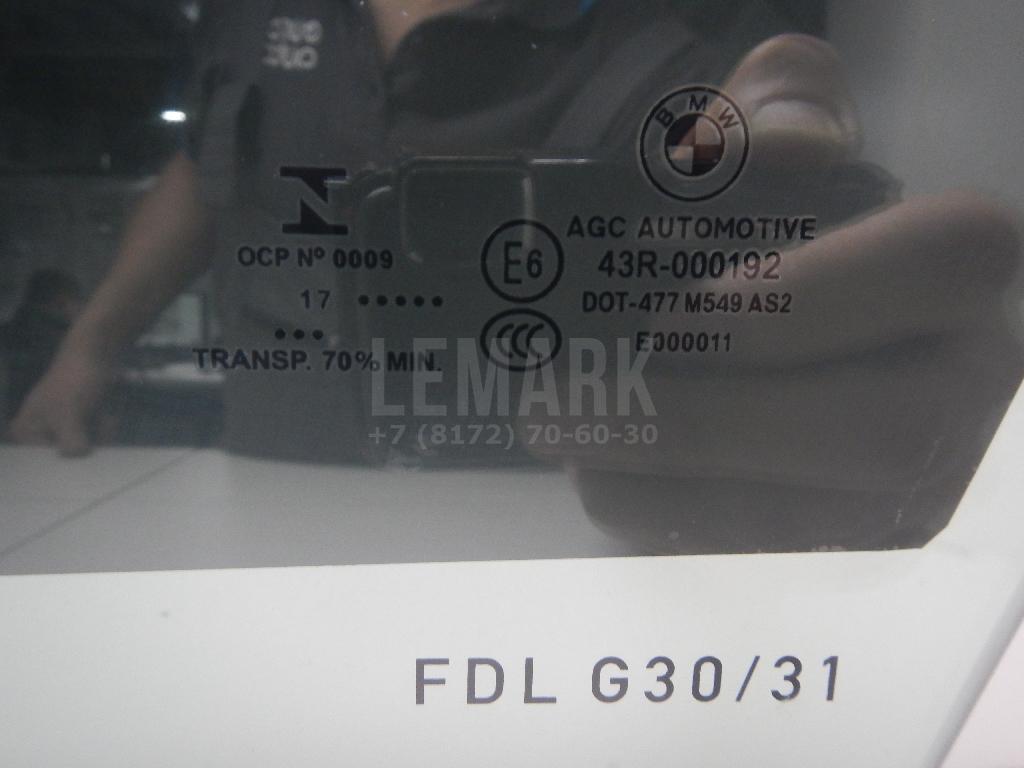 BMW
N
OCP Nº 0009
17 •••••
•••
TRANSP. 70% MIN.
E6
CCC
AGC AUTOMOTIVE
43R-000192
DOT-477 M549 AS2
E000011
LEMARK
+7 (8172) 70-60-30
FDL G30/31